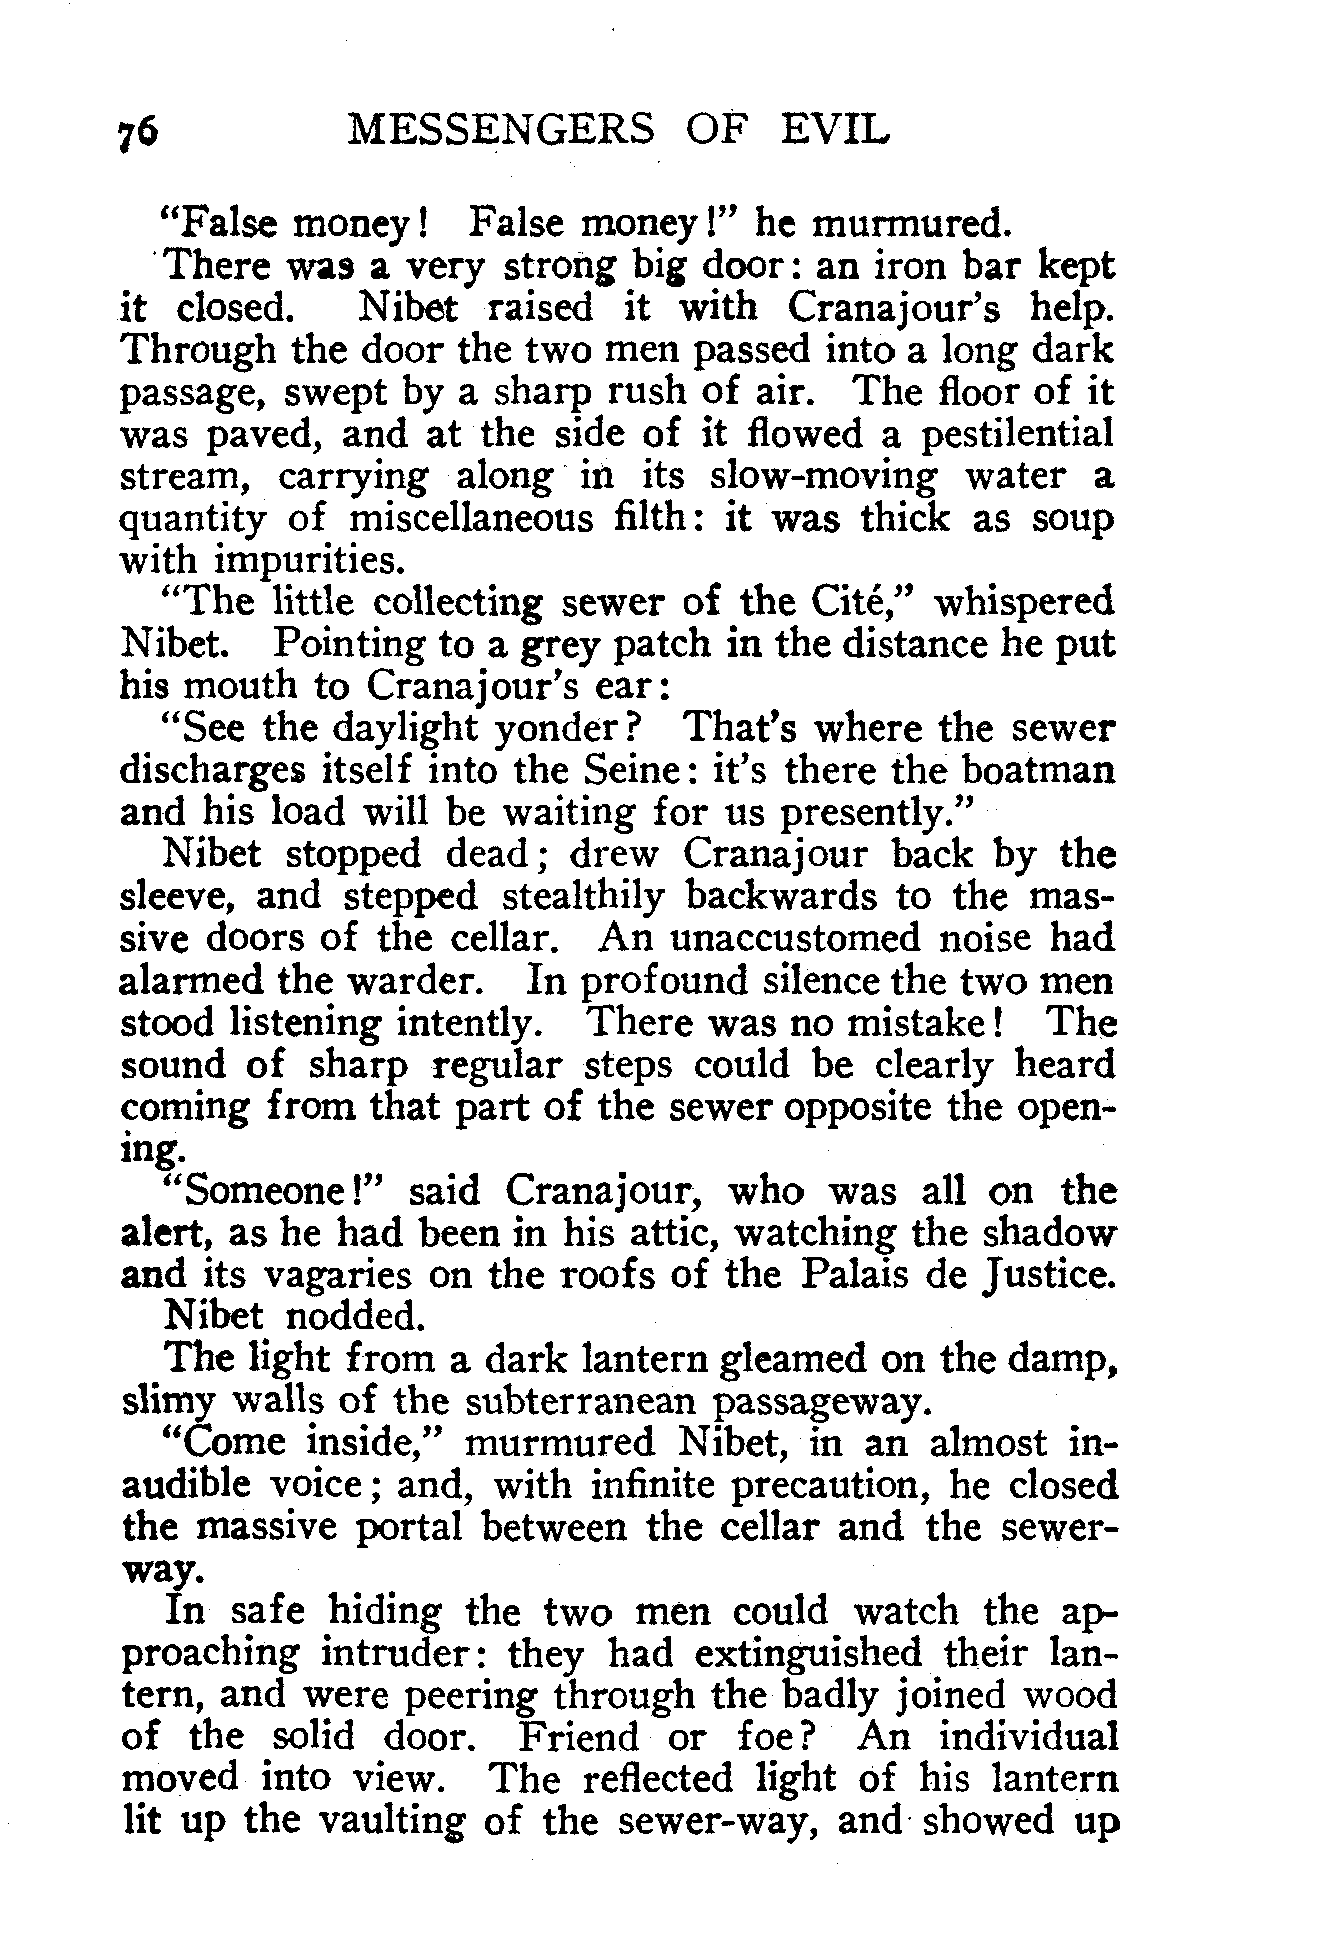 76 MESSENGERS OF EVIL
“False money! False money!” he murmured.
There was a very strong big door: an iron bar kept
it closed. Nibet raised it with Cranajour’s help.
Through the door the two men passed into a long dark
passage, swept by a sharp rush of air. The floor of it
was paved, and at the side of it flowed a pestilential
stream, carrying along in its slow-moving water a
quantity of miscellaneous filth: it was thick as soup
with impurities.
“The little collecting sewer of the Cité,” whispered
Nibet. Pointing to a grey patch in the distance he put
his mouth to Cranajour’s ear:
“See the daylight yonder? That’s where the sewer
discharges itself into the Seine: it’s there the boatman
and his load will be waiting for us presently.”
Nibet stopped dead; drew Cranajour back by the
sleeve, and stepped stealthily backwards to the mas-
sive doors of the cellar. An unaccustomed noise had
alarmed the warder. In profound silence the two men
stood listening intently. There was no mistake! The
sound of sharp regular steps could be clearly heard
coming from that part of the sewer opposite the open-
ing.
“Someone!” said Cranajour, who was all on the
alert, as he had been in his attic, watching the shadow
and its vagaries on the roofs of the Palais de Justice.
Nibet nodded.
The light from a dark lantern gleamed on the damp,
slimy walls of the subterranean passageway.
“Come inside,” murmured Nibet, in an almost in-
audible voice; and, with infinite precaution, he closed
the massive portal between the cellar and the sewer-
way.
In safe hiding the two men could watch the ap-
proaching intruder: they had extinguished their lan-
tern, and were peering through the badly joined wood
of the solid door. Friend or foe? An individual
moved into view. The reflected light of his lantern
lit up the vaulting of the sewer-way, and showed up